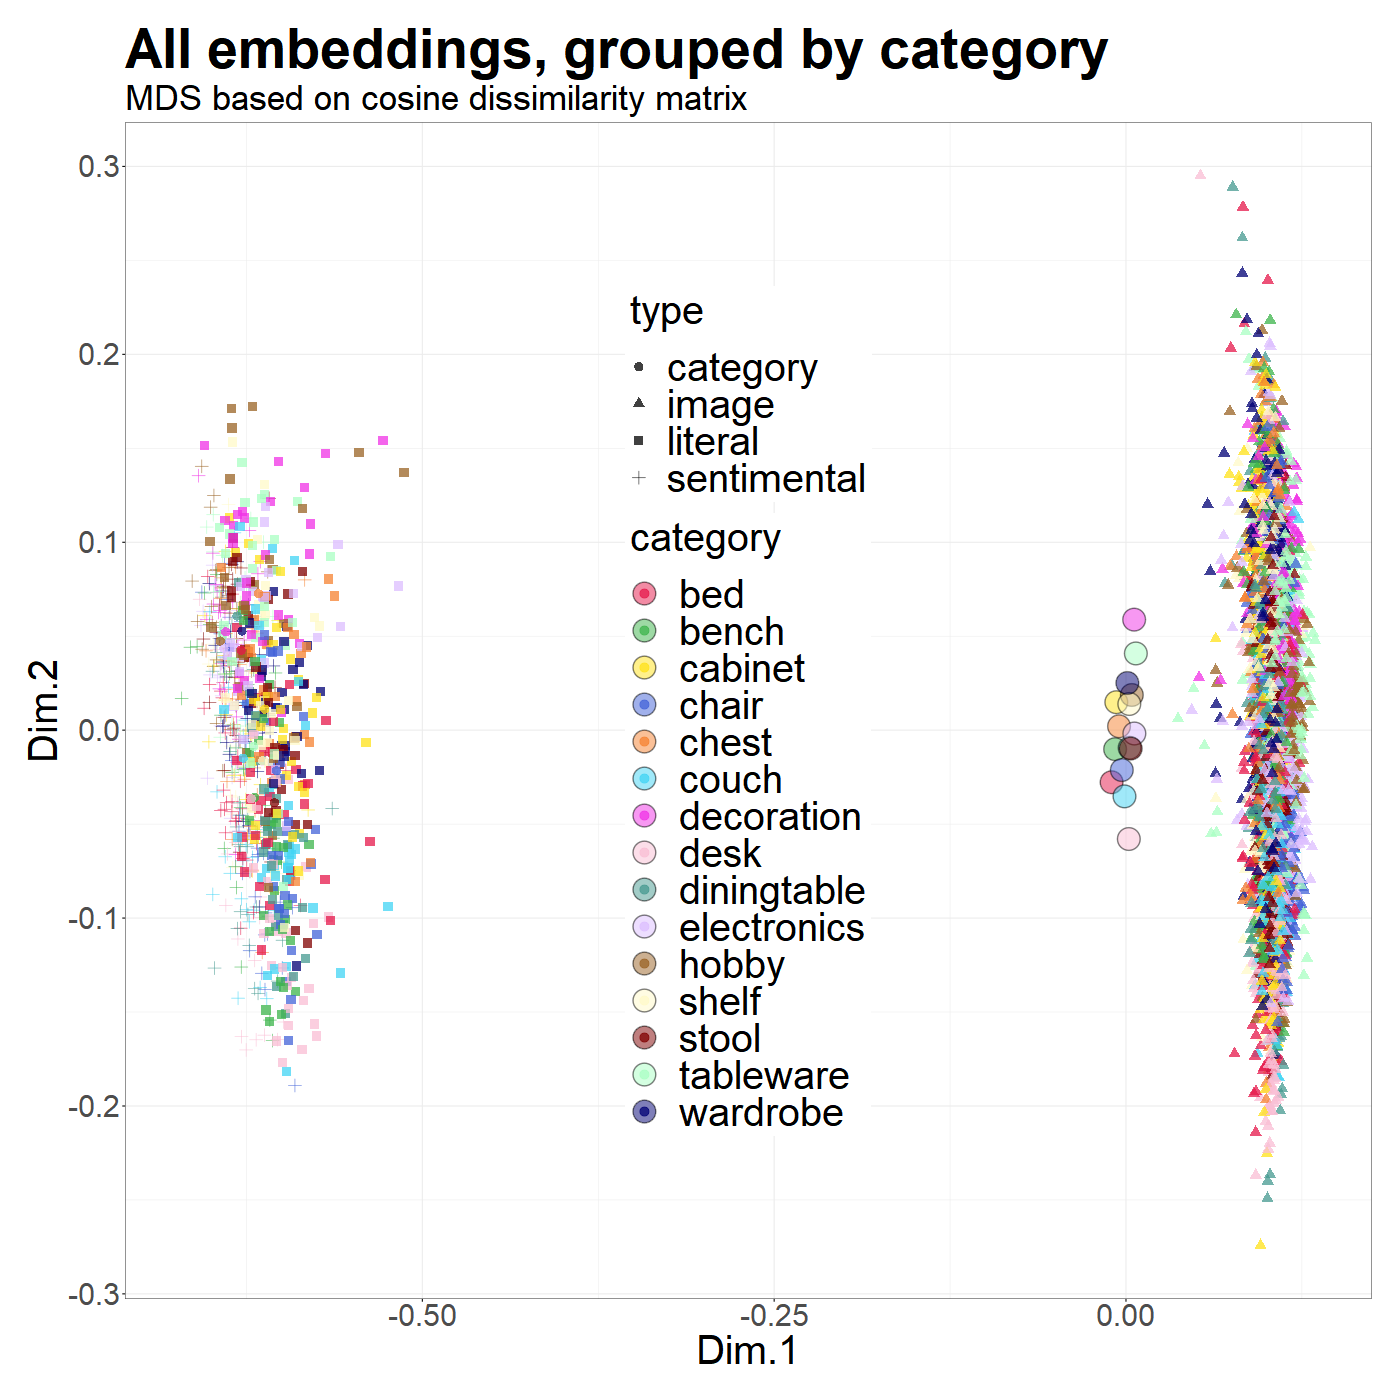 All embeddings, grouped by category
MDS based on cosine dissimilarity matrix
0.3
0.2
0.1
0.0
-0.1
-0.2
-0.3
Dim.2
type
category
image
literal
sentimental
category
bed
bench
cabinet
chair
chest
couch
decoration
desk
diningtable
electronics
hobby
shelf
stool
tableware
wardrobe
-0.50 -0.25 0.00
Dim.1